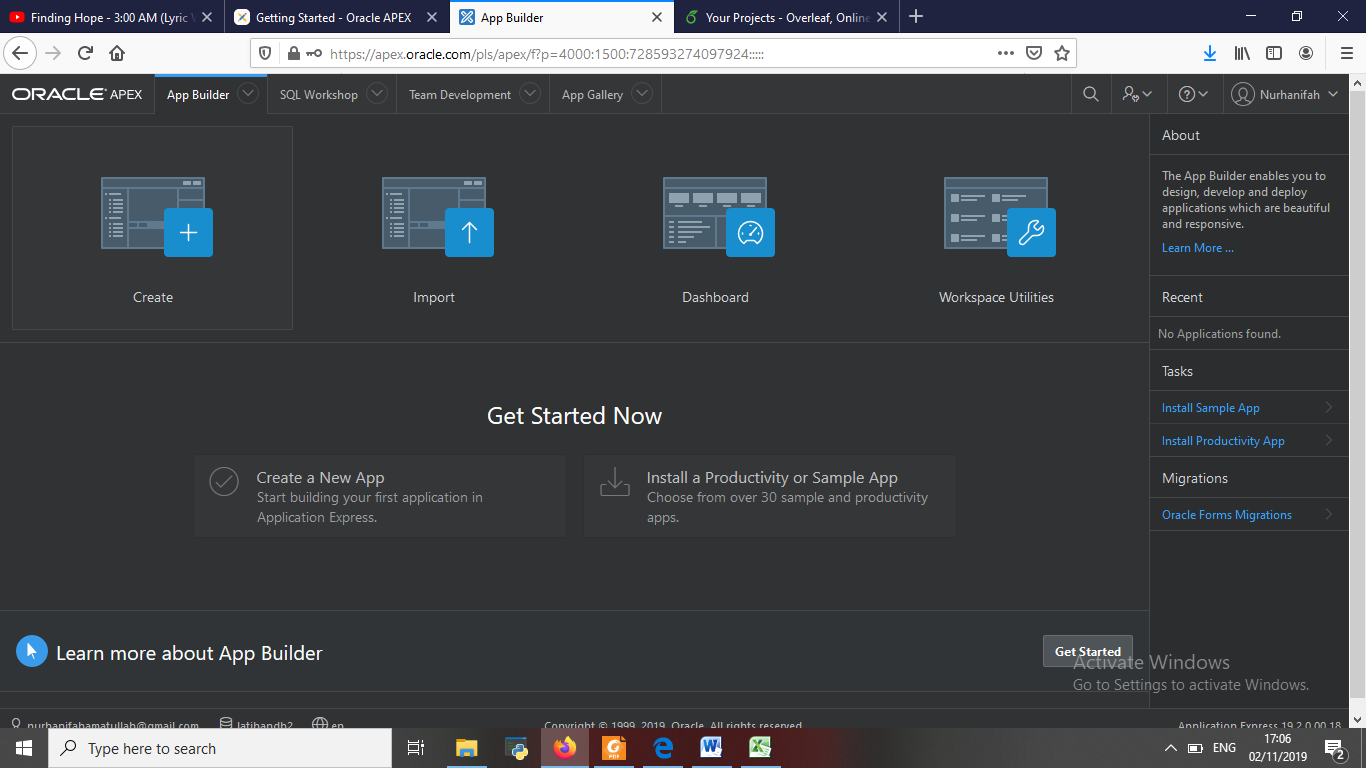 Finding Hope - 3:00 AM (Lyric V
Getting Started - Oracle APEX
App Builder
Your Projects - Overleaf, Online
https://apex.oracle.com/pls/apex/f?p=4000:1500:728593274097924:::::
ORACLE APEX
App Builder
SQL Workshop
Team Development
App Gallery
Nurhanifah
Create
Import
Dashboard
Workspace Utilities
Get Started Now
Create a New App
Start building your first application in
Application Express.
Install a Productivity or Sample App
Choose from over 30 sample and productivity
apps.
Learn more about App Builder
Get Started
About
The App Builder enables you to
design, develop and deploy
applications which are beautiful
and responsive.
Learn More ...
Recent
No Applications found.
Tasks
Install Sample App
Install Productivity App
Migrations
Oracle Forms Migrations
Activate Windows
Go to Settings to activate Windows.
nurhanifahamatullah@gmail.com
latihandb2
en
Copyright © 1999, 2019, Oracle. All rights reserved.
Application Express 19.2.0.00.18
Type here to search
PDF
ENG
17:06
02/11/2019
2